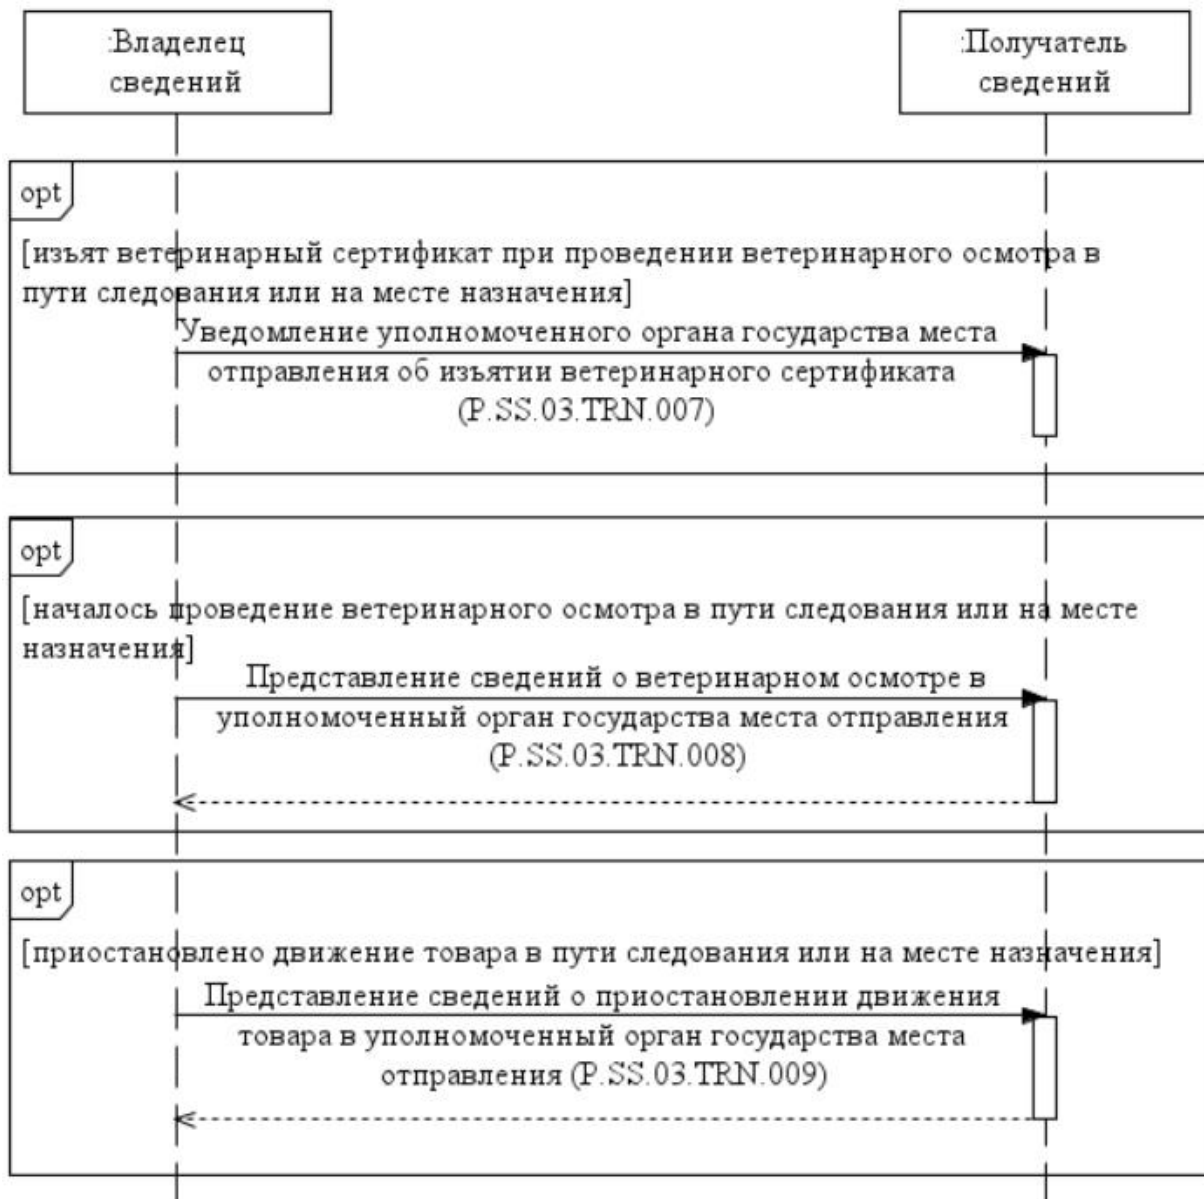 :Владелец
сведений
:Получатель
сведений
opt
[изъят ветеринарный сертификат при проведении ветеринарного осмотра в
пути следования или на месте назначения]
Уведомление уполномоченного органа государства места
отправления об изъятии ветеринарного сертификата
(P.SS.03.TRN.007)
opt
[началось проведение ветеринарного осмотра в пути следования или на месте
назначения]
Представление сведений о ветеринарном осмотре в
уполномоченный орган государства места отправления
(P.SS.03.TRN.008)
opt
[приостановлено движение товара в пути следования или на месте назначения]
Представление сведений о приостановлении движения
товара в уполномоченный орган государства места
отправления (P.SS.03.TRN.009)